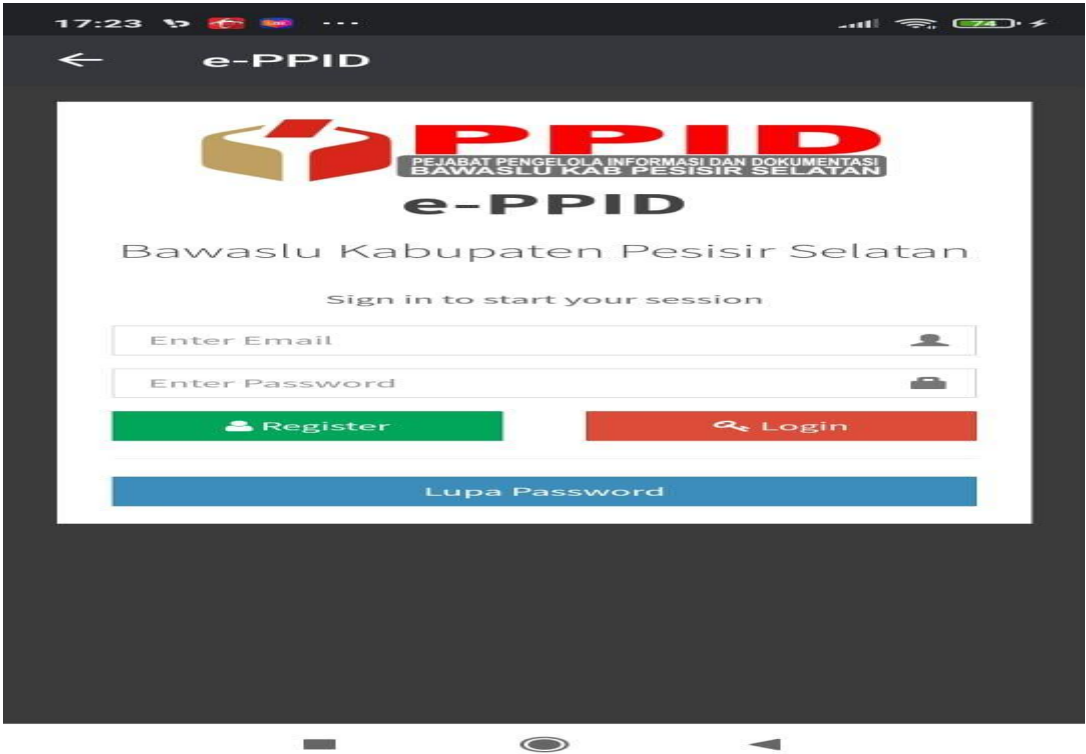 17:23
74
e-PPID
PPID
PEJABAT PENGELOLA INFORMASI DAN DOKUMENTASI
BAWASLU KAB PESISIR SELATAN
e-PPID
Bawaslu Kabupaten Pesisir Selatan
Sign in to start your session
Enter Email
Enter Password
Register
Login
Lupa Password